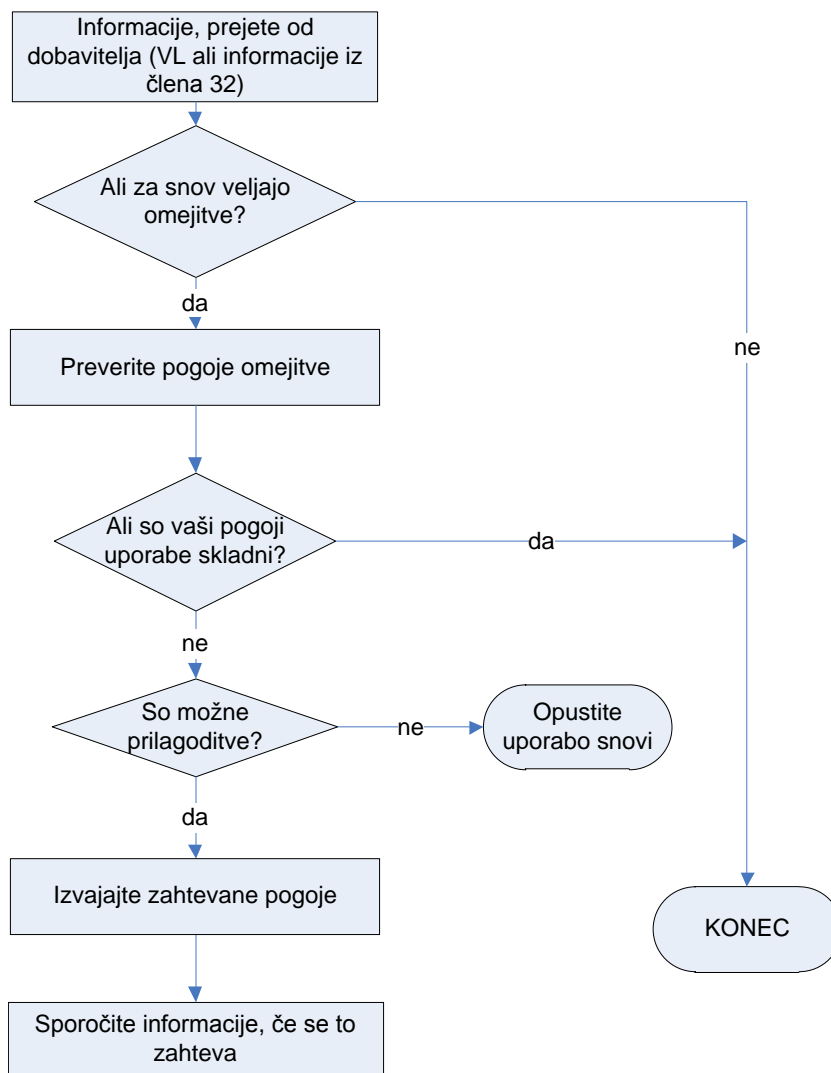 Informacije, prejete od
dobavitelja (VL ali informacije iz
člena 32)
Ali za snov veljajo
omejitve?
da
ne
Preverite pogoje omejitve
Ali so vaši pogoji
uporabe skladni?
da
ne
So možne
prilagoditve?
ne
Opustite
uporabo snovi
da
Izvajajte zahtevane pogoje
KONEC
Sporočite informacije, če se to
zahteva